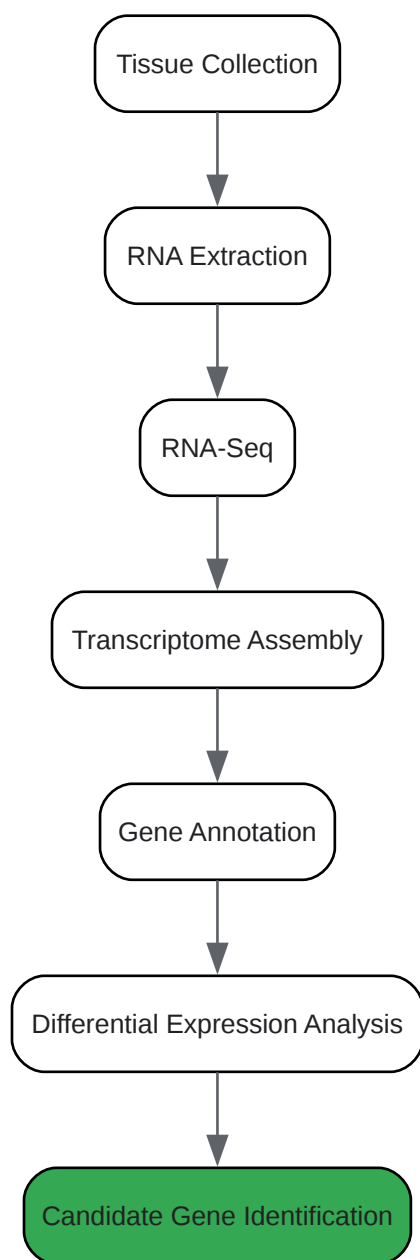 Tissue Collection
RNA Extraction
RNA-Seq
Transcriptome Assembly
Gene Annotation
Differential Expression Analysis
Candidate Gene Identification